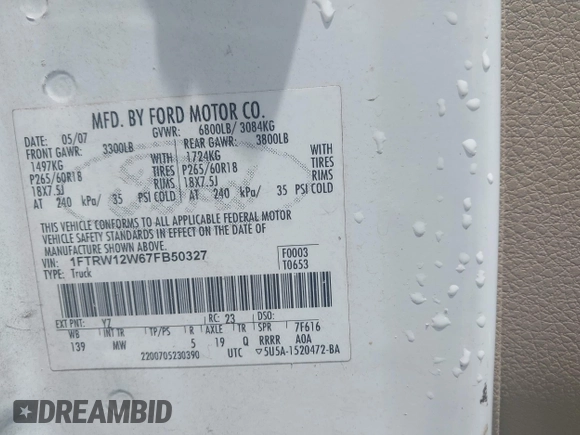 MFD. BY FORD MOTOR CO.
DATE: 05/07 GVWR: 6800LB/ 3084KG
FRONT GAWR: 3300LB REAR GAWR: 3800LB
1497KG WITH 1724KG WITH
P265/60R18 TIRES P265/60R18 TIRES
18X7.5J RIMS 18X7.5J RIMS
AT 240 kPa/ 35 PSI COLD AT 240 kPa/ 35 PSI COLD
THIS VEHICLE CONFORMS TO ALL APPLICABLE FEDERAL MOTOR
VEHICLE SAFETY STANDARDS IN EFFECT ON THE DATE OF
MANUFACTURE SHOWN ABOVE.
VIN: 1FTRW12W67FB50327 F0003
TYPE: Truck T0653
EXT PNT: YZ RC: 23 DSO:
WB INT TR TP/PS R AXLE TR SPR 7F616
139 MW 5 19 Q RRRR AOA
2200705230390 UTC ▽5U5A-1520472-BA
DREAMBID